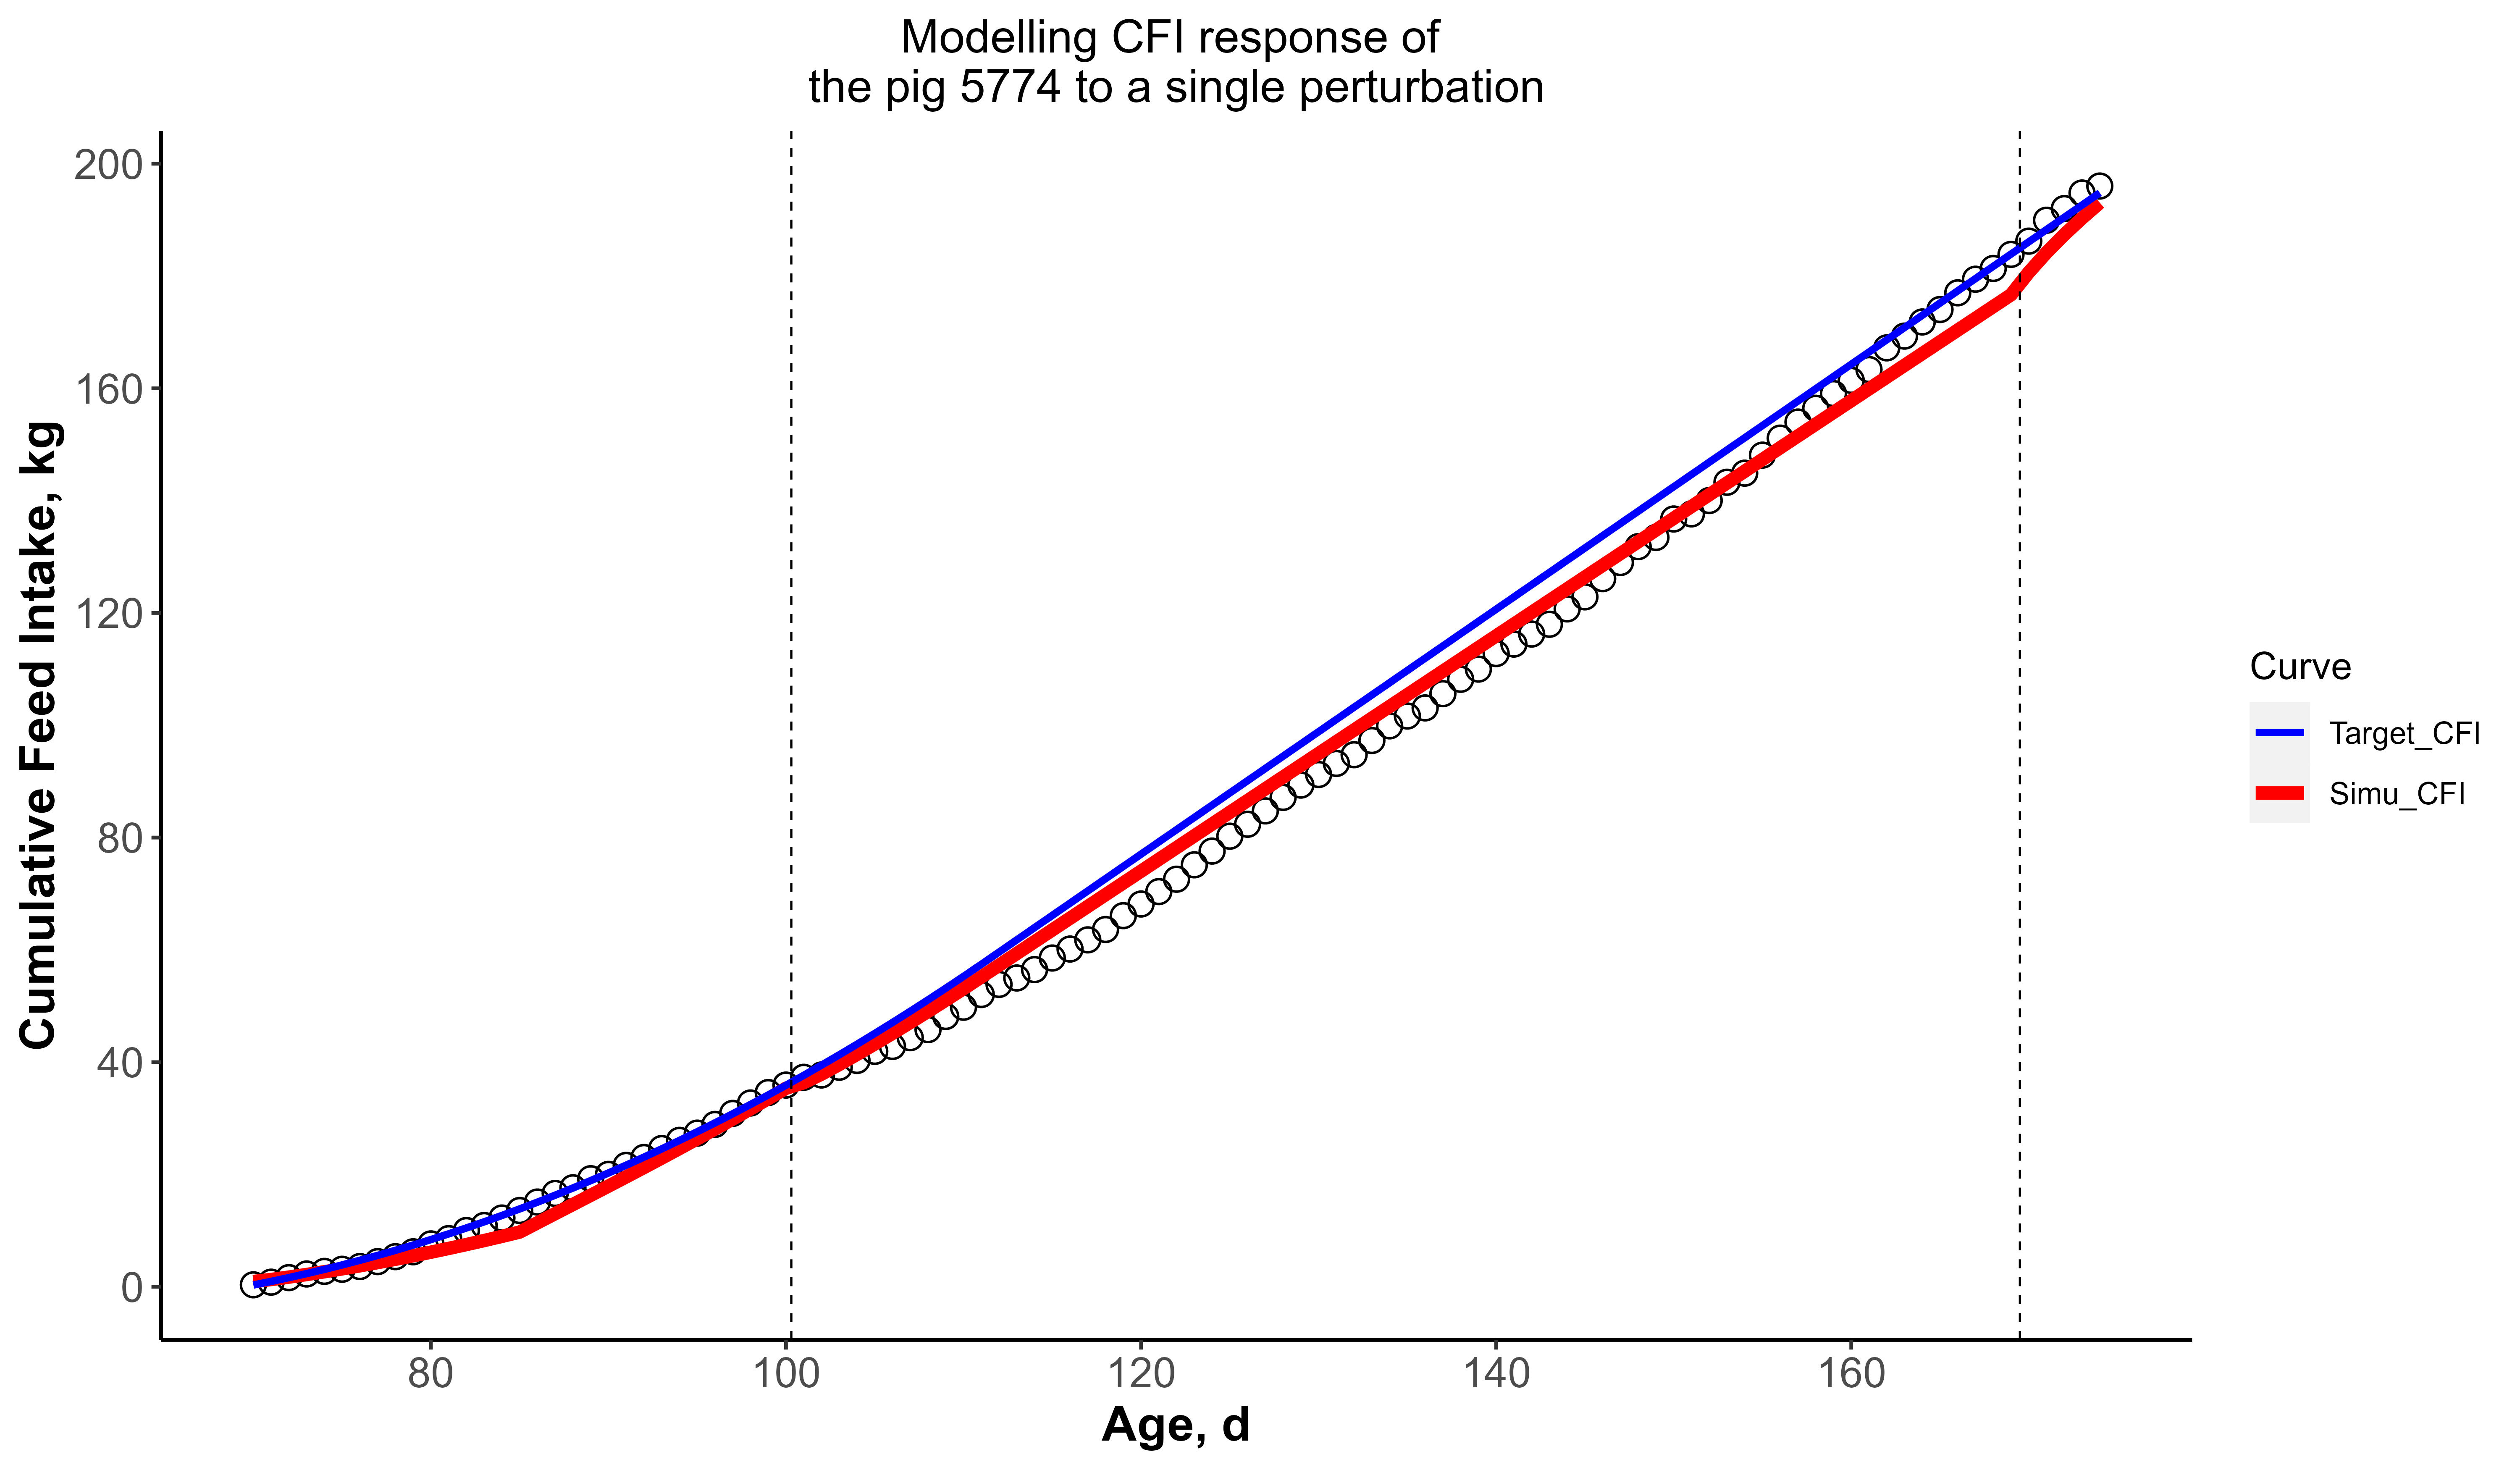 Modelling CFI response of
the pig 5774 to a single perturbation
200
160
120
80
40
0
Cumulative Feed Intake, kg
80
100
120
140
160
Age, d
Curve
Target_CFI
Simu_CFI